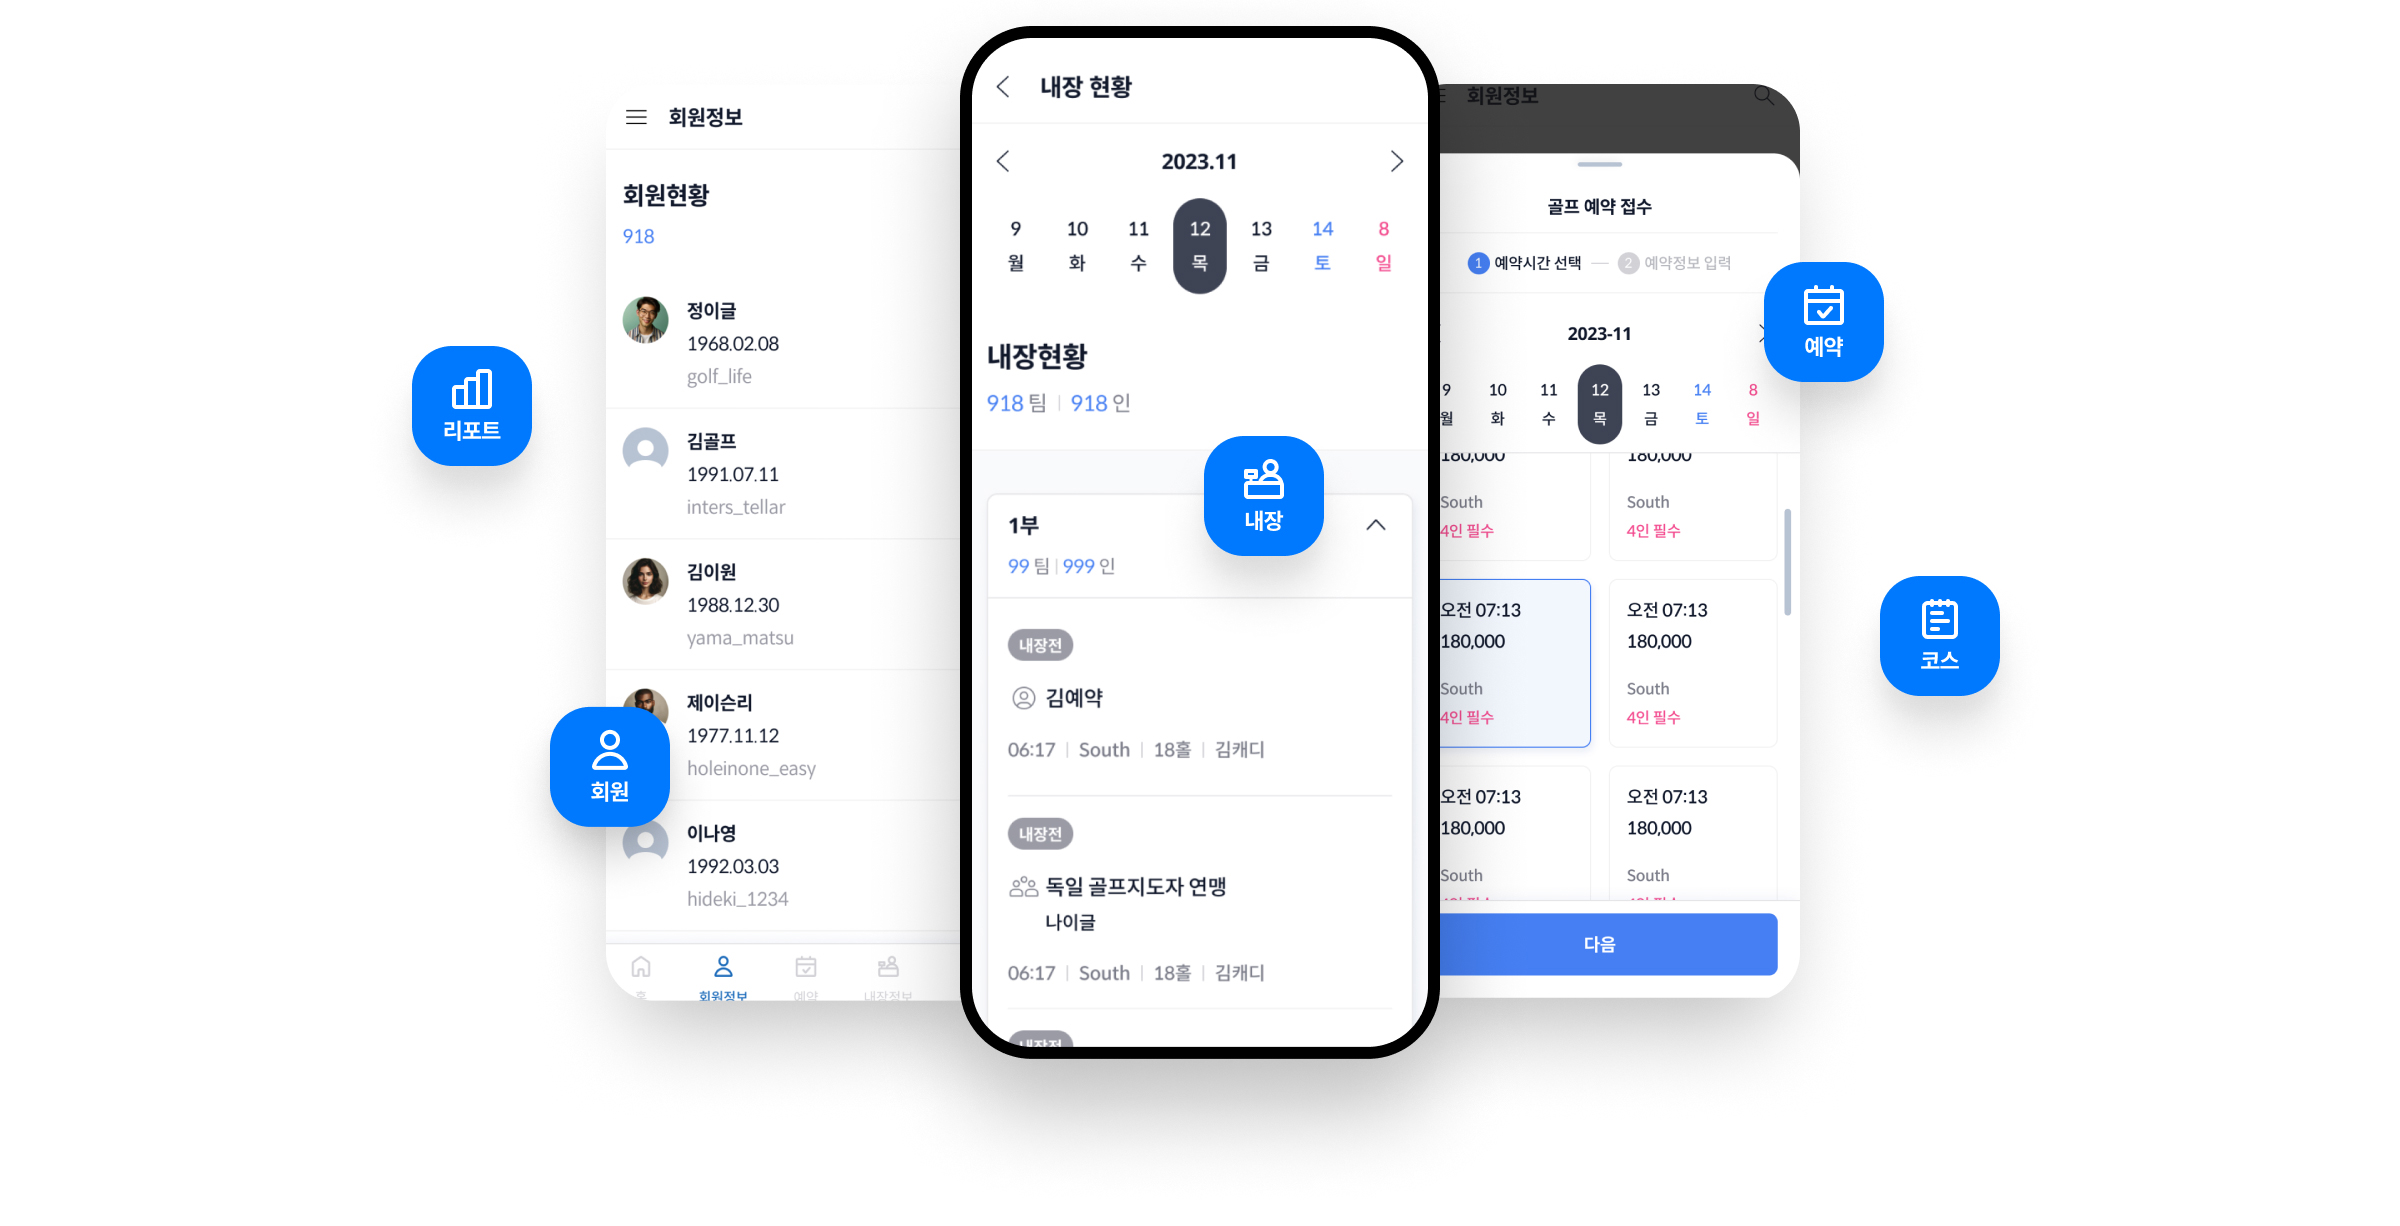 회원정보
회원현황
918
정이글
1968.02.08
golf_life
김골프
1991.07.11
inters_tellar
김이원
1988.12.30
yama_matsu
제이슨리
1977.11.12
holeinone_easy
이나영
1992.03.03
hideki_1234
홈 회원정보 예약 내장정보
리포트
회원
내장 현황
2023.11
9 10 11 12 13 14 8
월 화 수 목 금 토 일
내장현황
918 팀 918 인
내장
1부
99 팀 999 인
내장전
김예약
06:17 South 18홀 김캐디
내장전
독일 골프지도자 연맹
나이글
06:17 South 18홀 김캐디
내장전
회원정보
골프 예약 접수
1 예약시간 선택 2 예약정보 입력
2023-11
9 10 11 12 13 14 8
월 화 수 목 금 토 일
180,000 180,000
South South
4인 필수 4인 필수
오전 07:13 오전 07:13
180,000 180,000
South South
4인 필수 4인 필수
오전 07:13 오전 07:13
180,000 180,000
South South
다음
예약
코스